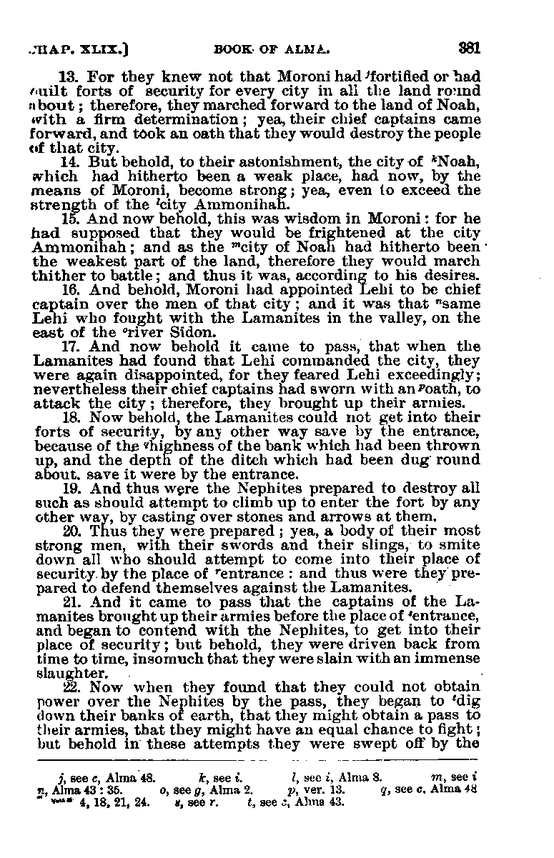 CHAP. XLIX.] BOOK OF ALMA. 381
13. For they knew not that Moroni had jfortified or had
built forts of security for every city in all the land round
about; therefore, they marched forward to the land of Noah,
with a firm determination; yea, their chief captains came
forward, and took an oath that they would destroy the people
of that city.
14. But behold, to their astonishment, the city of kNoah,
which had hitherto been a weak place, had now, by the
means of Moroni, become strong; yea, even to exceed the
strength of the lcity Ammonihah.
15. And now behold, this was wisdom in Moroni: for he
had supposed that they would be frightened at the city
Ammonihah; and as the mcity of Noah had hitherto been
the weakest part of the land, therefore they would march
thither to battle; and thus it was, according to his desires.
16. And behold, Moroni had appointed Lehi to be chief
captain over the men of that city; and it was that nsame
Lehi who fought with the Lamanites in the valley, on the
east of the oriver Sidon.
17. And now behold it came to pass, that when the
Lamanites had found that Lehi commanded the city, they
were again disappointed, for they feared Lehi exceedingly;
nevertheless their chief captains had sworn with an poath, to
attack the city; therefore, they brought up their armies.
18. Now behold, the Lamanites could not get into their
forts of security, by any other way save by the entrance,
because of the qhighness of the bank which had been thrown
up, and the depth of the ditch which had been dug round
about, save it were by the entrance.
19. And thus were the Nephites prepared to destroy all
such as should attempt to climb up to enter the fort by any
other way, by casting over stones and arrows at them.
20. Thus they were prepared; yea, a body of their most
strong men, with their swords and their slings, to smite
down all who should attempt to come into their place of
security by the place of rentrance: and thus were they pre-
pared to defend themselves against the Lamanites.
21. And it came to pass that the captains of the La-
manites brought up their armies before the place of sentrance,
and began to contend with the Nephites, to get into their
place of security; but behold, they were driven back from
time to time, insomuch that they were slain with an immense
slaughter.
22. Now when they found that they could not obtain
power over the Nephites by the pass, they began to tdig
down their banks of earth, that they might obtain a pass to
their armies, that they might have an equal chance to fight;
but behold in these attempts they were swept off by the
j, see c, Alma 48. k, see i. l, see i, Alma 8. m, see i
n, Alma 43: 35. o, see g, Alma 2. p, ver. 13. q, see c, Alma 48
4, 18, 21, 24. s, see r. t, see c, Alma 43.